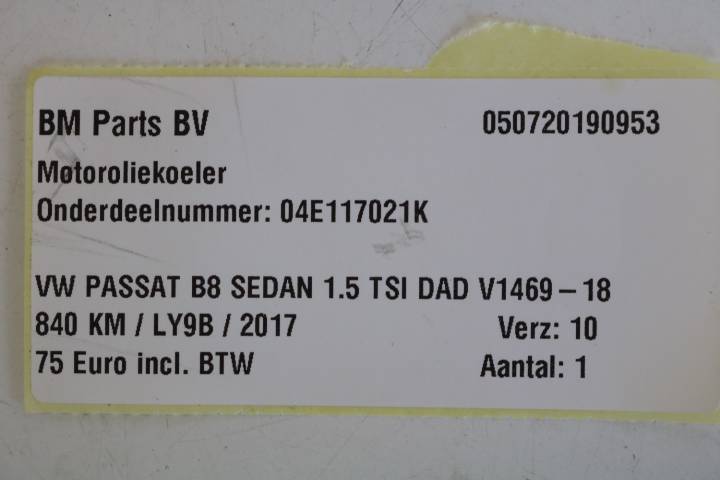 BM Parts BV 050720190953
Motoroliekoeler
Onderdeelnummer: 04E117021K
VW PASSAT B8 SEDAN 1.5 TSI DAD V1469-18
840 KM / LY9B / 2017 Verz: 10
75 Euro incl. BTW Aantal: 1